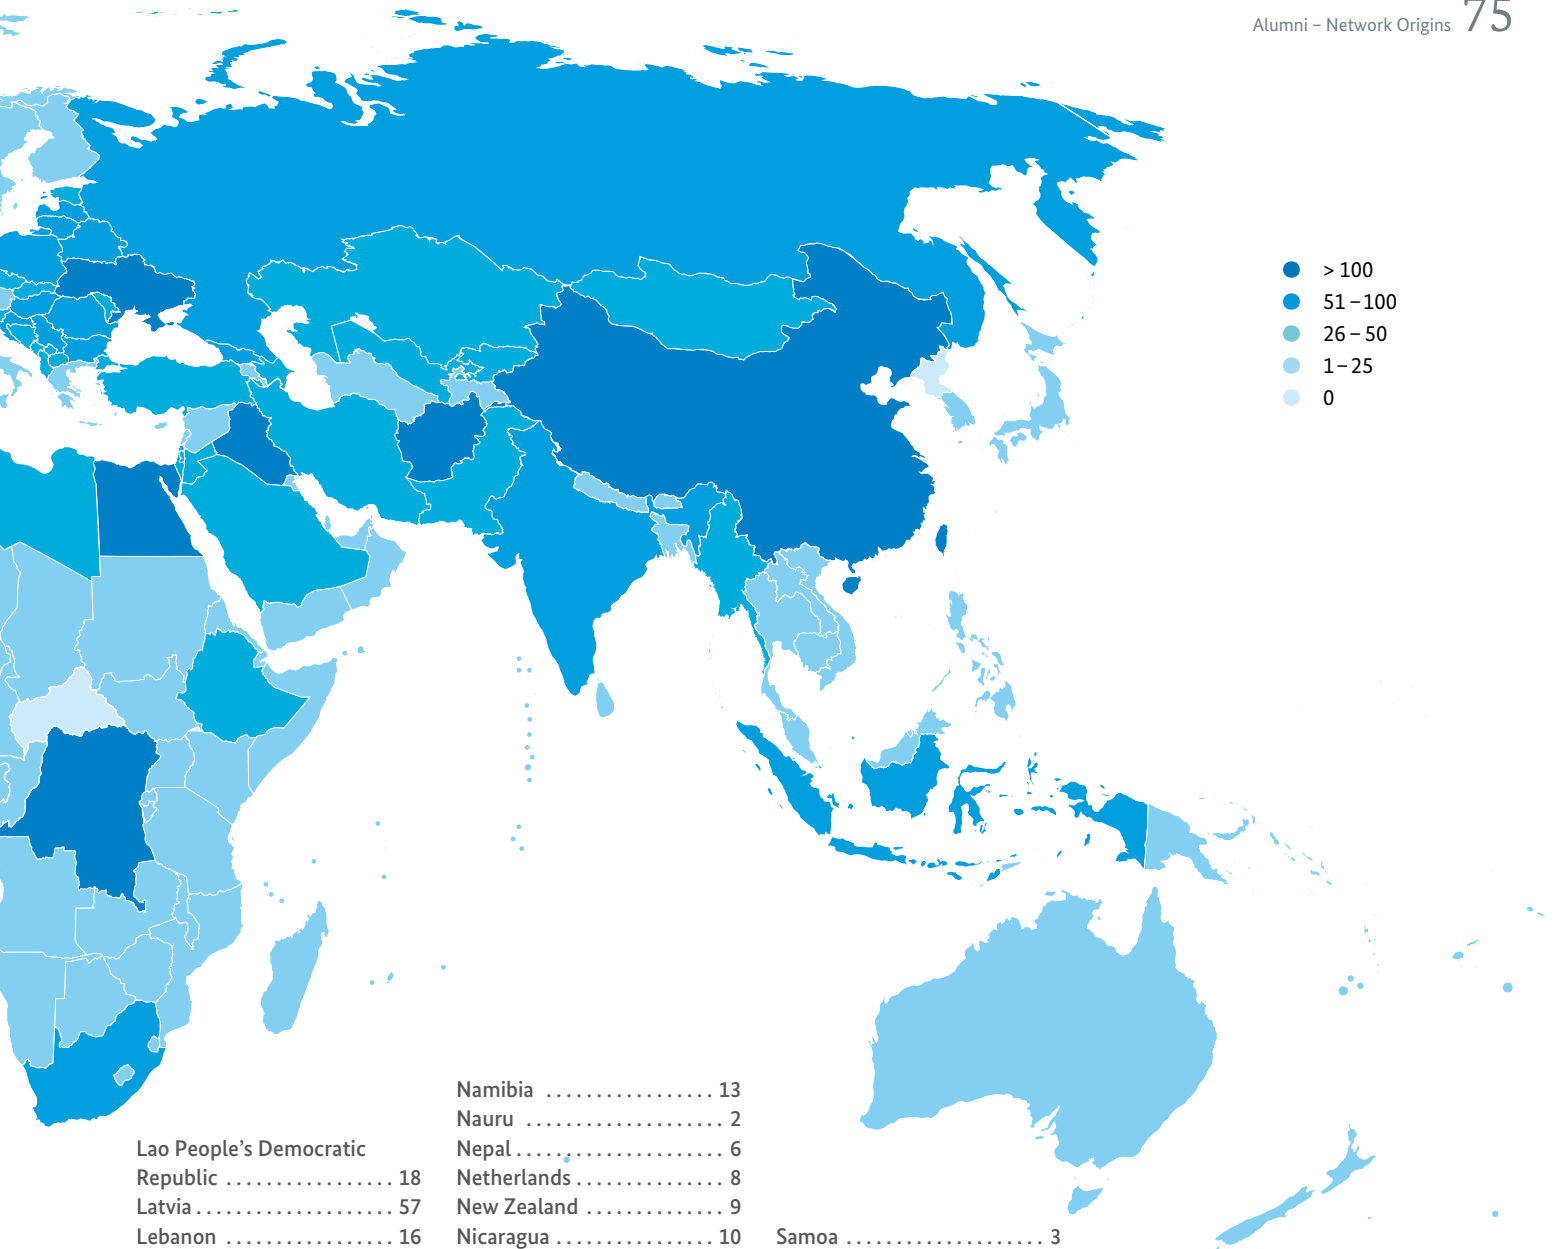 Alumni – Network Origins 75
> 100
51 – 100
26 – 50
1 – 25
0
Lao People’s Democratic
Republic ................. 18
Latvia .................... 57
Lebanon ................. 16
Namibia ................. 13
Nauru .................... 2
Nepal ..................... 6
Netherlands ............... 8
New Zealand .............. 9
Nicaragua ................ 10
Samoa .................... 3